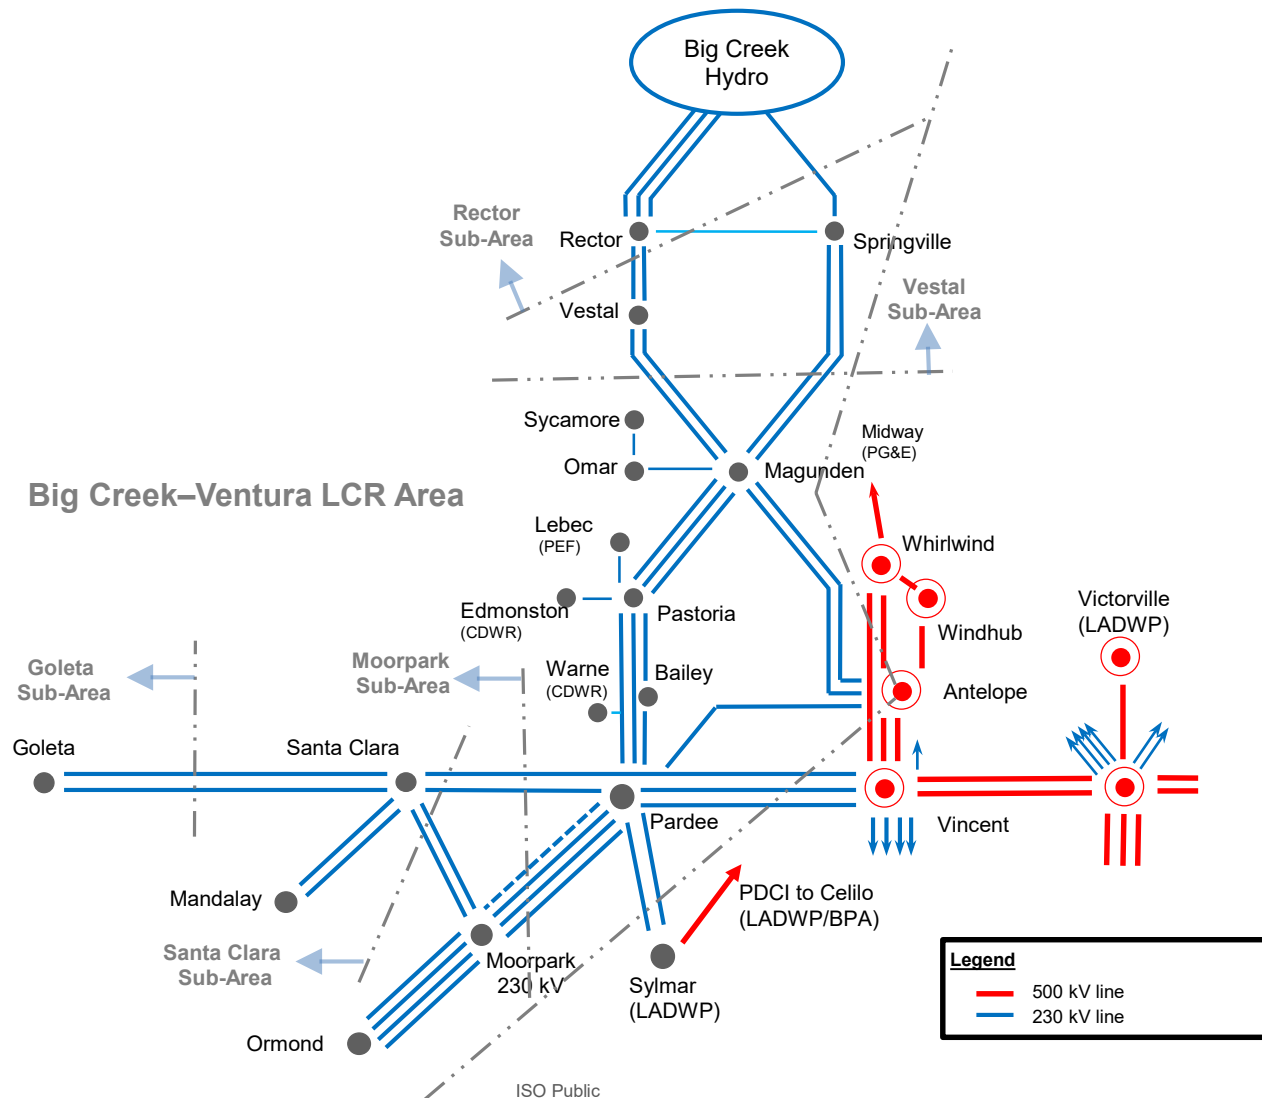 Big Creek
Hydro
Rector
Sub-Area
Rector
Springville
Vestal
Sub-Area
Vestal
Sycamore
Midway
(PG&E)
Omar
Magunden
Big Creek–Ventura LCR Area
Lebec
(PEF)
Whirlwind
Edmonston
(CDWR)
Pastoria
Windhub
Victorville
(LADWP)
Goleta
Sub-Area
Moorpark
Sub-Area
Warne
(CDWR)
Bailey
Antelope
Goleta
Santa Clara
Pardee
Vincent
Mandalay
PDCI to Celilo
(LADWP/BPA)
Santa Clara
Sub-Area
Moorpark
230 kV
Sylmar
(LADWP)
Legend
500 kV line
230 kV line
Ormond
ISO Public